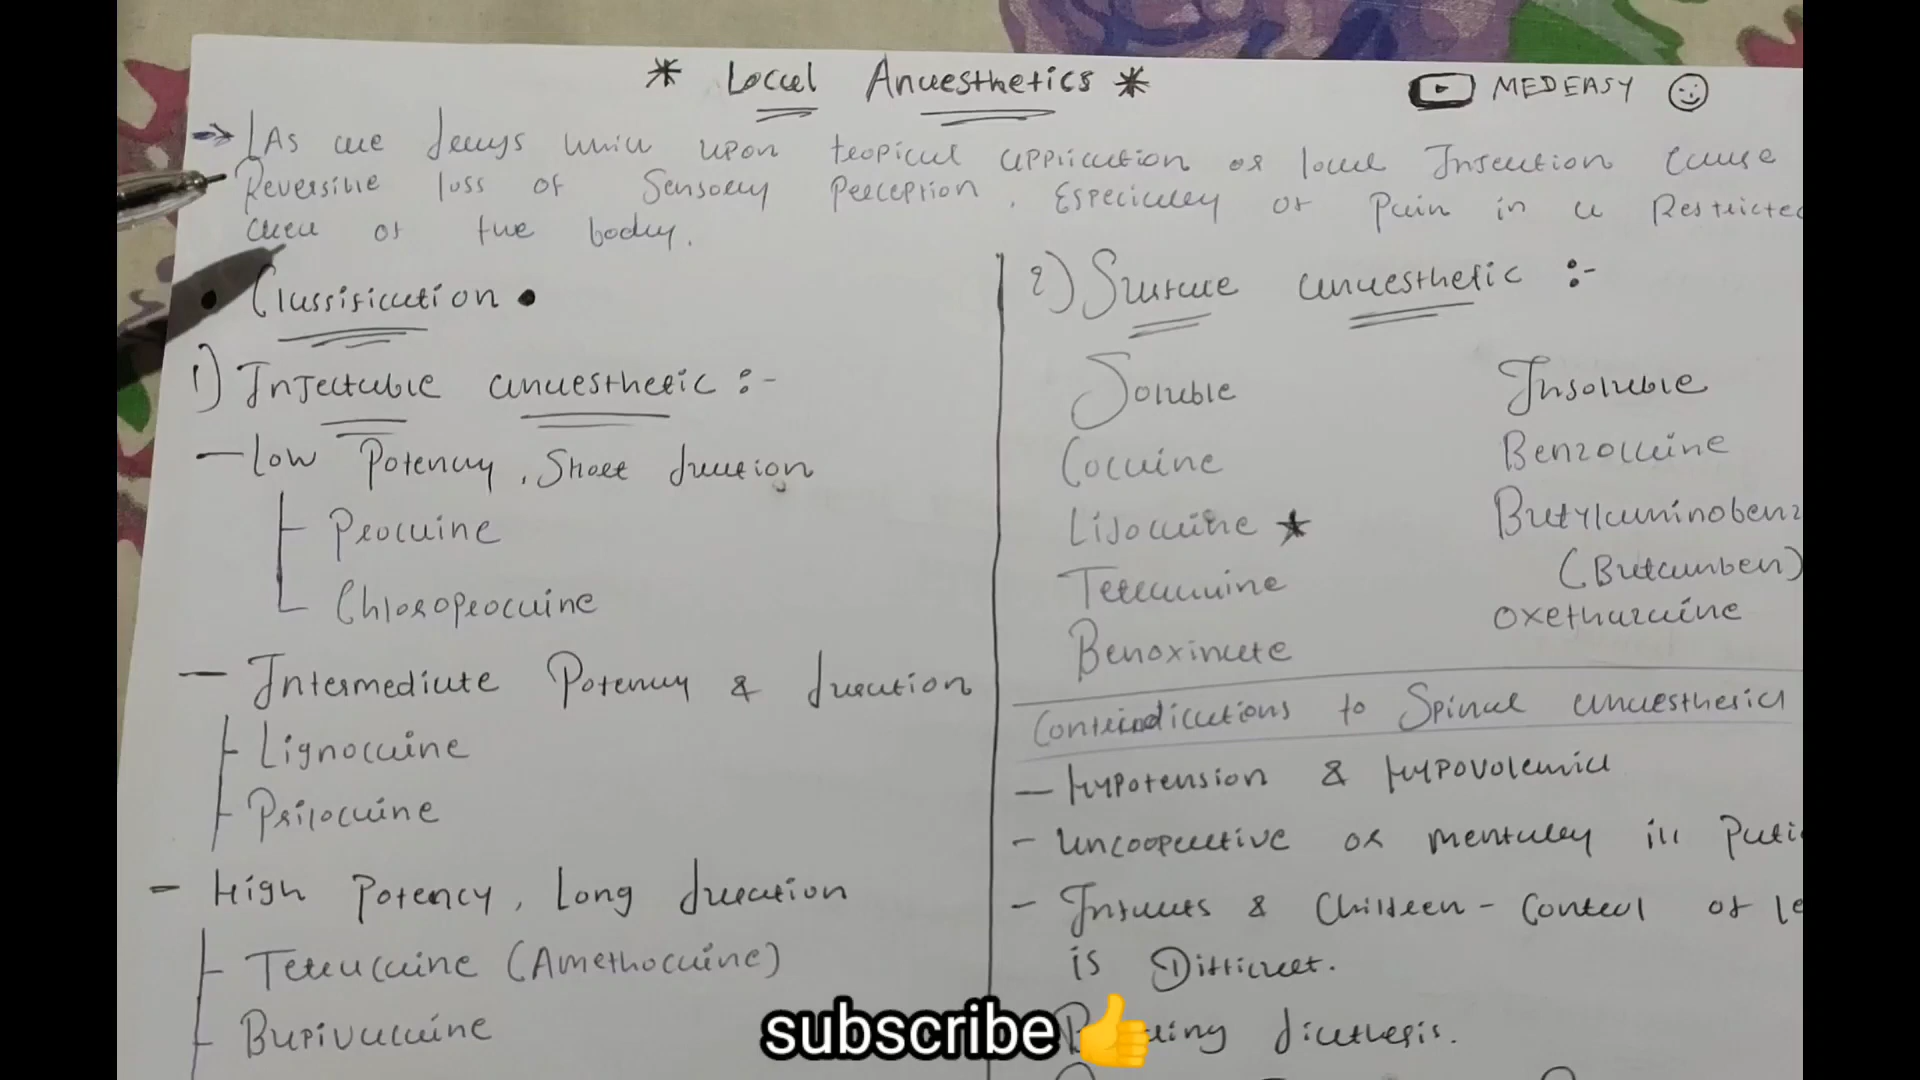 * Local Anaesthetics *
MEDEASY
→ LAs are drugs which upon topical application or local Injection cause
Reversible loss of Sensory Perception, Especially of Pain in a Restricted
area of the body.
• Classification •
1) Injectable anaesthetic :-
— Low Potency, Short duration
Procaine
Chloroprocaine
— Intermediate Potency & duration
Lignocaine
Prilocaine
- High Potency, Long duration
Tetracaine (Amethocaine)
Bupivacaine
2) Surface anaesthetic :-
Soluble Insoluble
Cocaine Benzocaine
Lidocaine ★ Butylaminobenz
Tetracaine (Butamben)
Benoxinate Oxethazaine
Contraindications to Spinal anaesthesia
— Hypotension & Hypovolemia
- Uncooperative or mentally ill Pati
- Infants & Children - Control of le
is Difficult.
diathesis.
subscribe👍